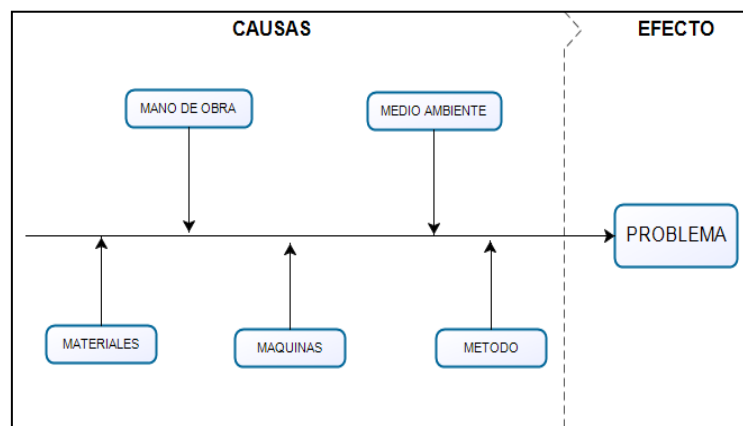 CAUSAS
EFECTO
MANO DE OBRA
MEDIO AMBIENTE
PROBLEMA
MATERIALES
MAQUINAS
METODO